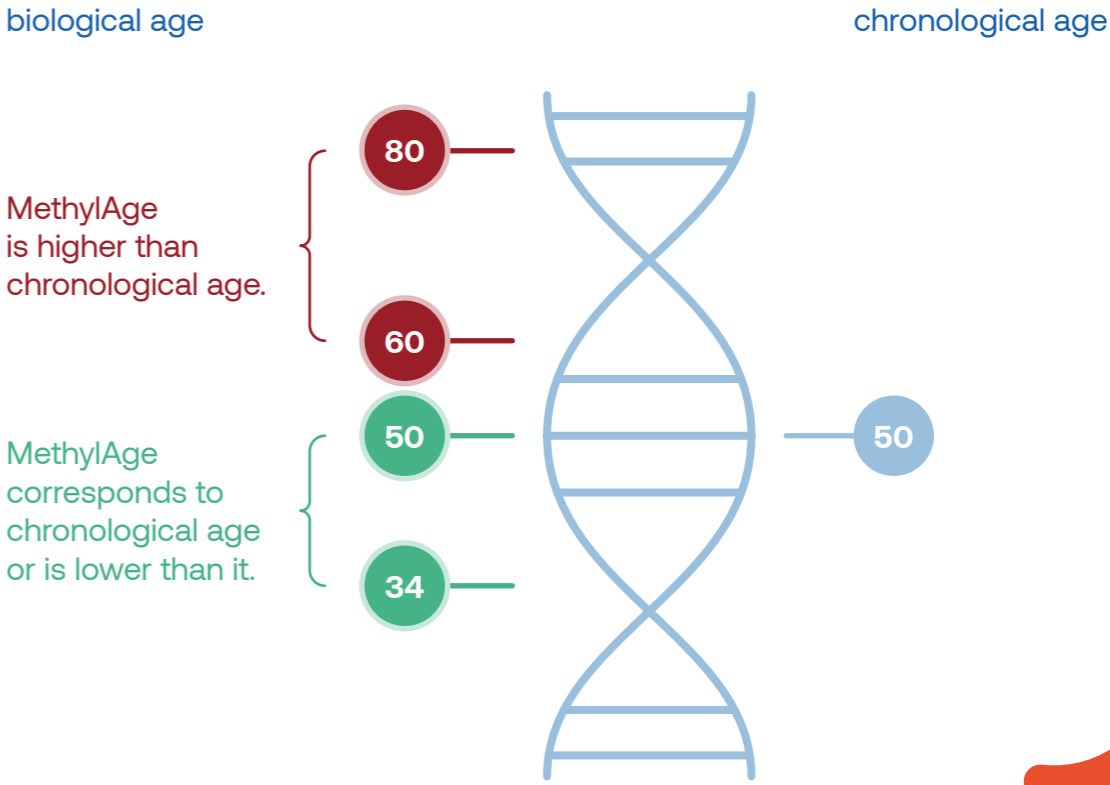 biological age
chronological age
80
MethylAge
is higher than
chronological age.
60
50
50
MethylAge
corresponds to
chronological age
or is lower than it.
34